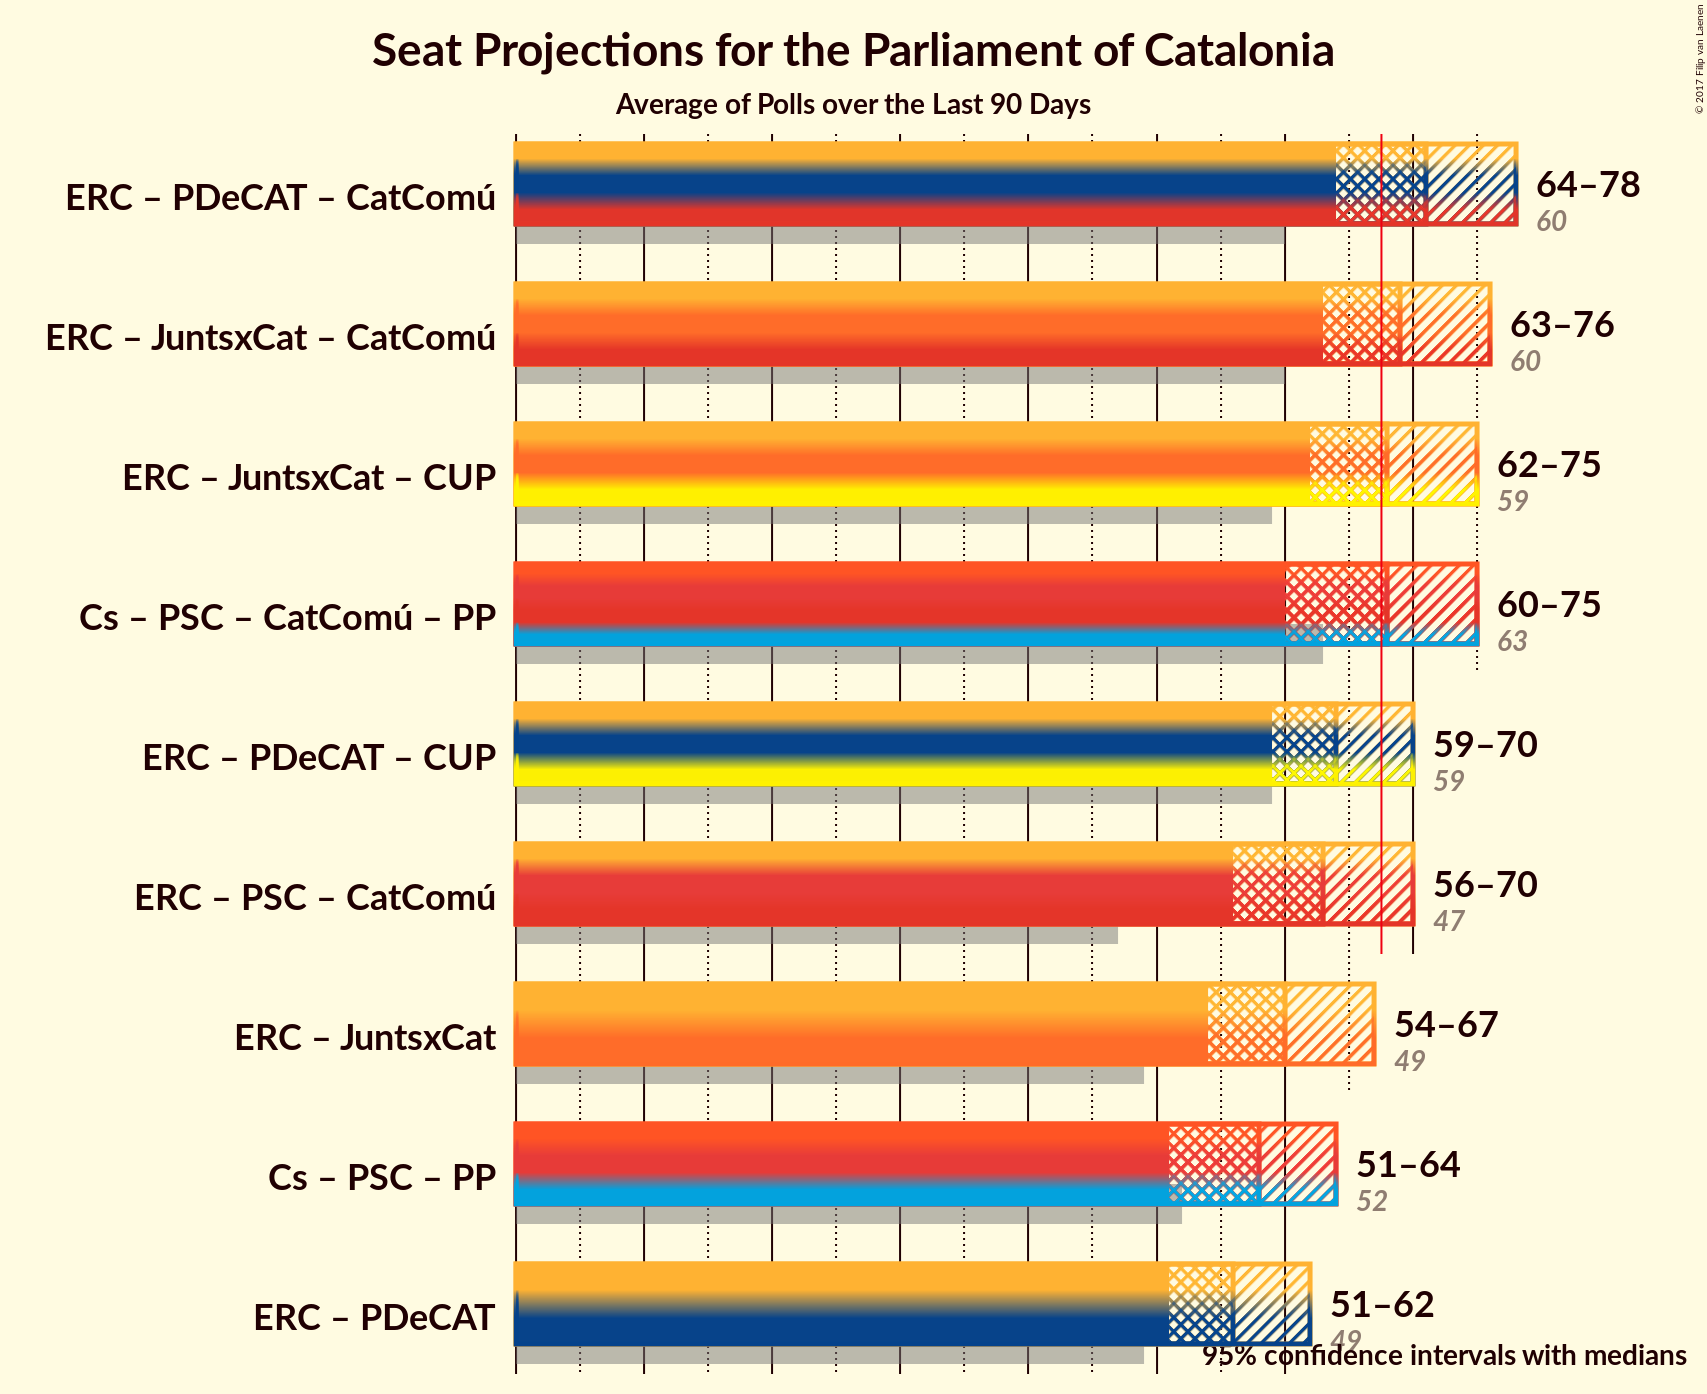 Seat Projections for the Parliament of Catalonia
Average of Polls over the Last 90 Days
© 2017 Filip van Laenen
ERC – PDeCAT – CatComú
64–78
60
ERC – JuntsxCat – CatComú
63–76
60
ERC – JuntsxCat – CUP
62–75
59
Cs – PSC – CatComú – PP
60–75
63
ERC – PDeCAT – CUP
59–70
59
ERC – PSC – CatComú
56–70
47
ERC – JuntsxCat
54–67
49
Cs – PSC – PP
51–64
52
ERC – PDeCAT
51–62
49
95% confidence intervals with medians